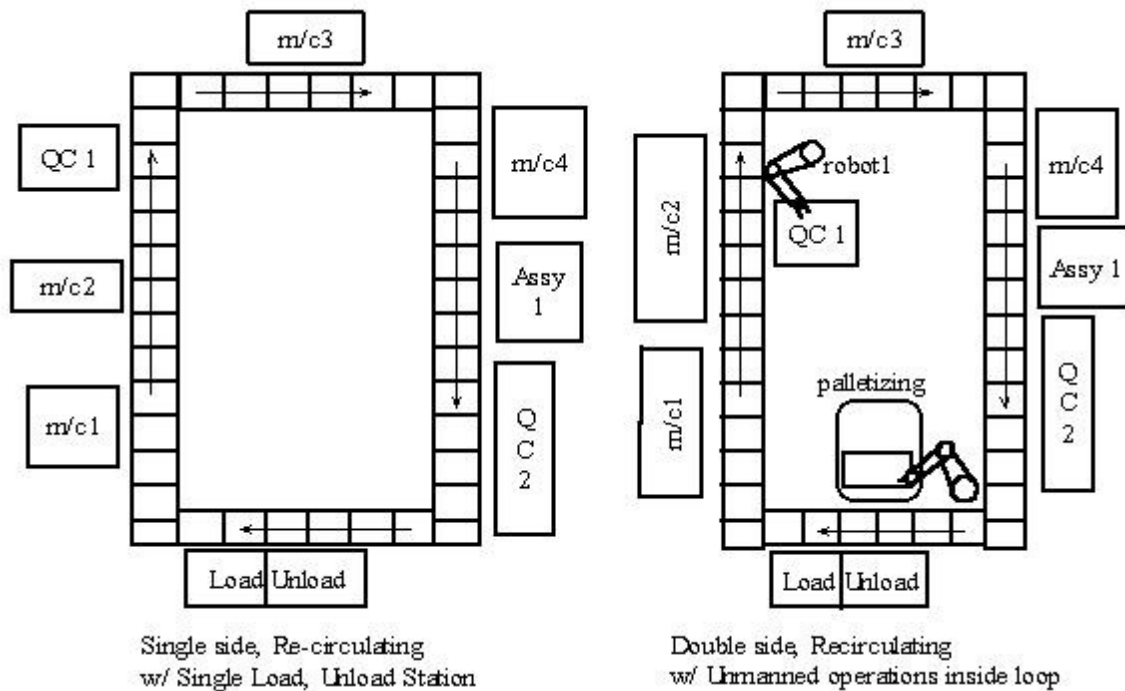 m/c3
QC 1
m/c4
m/c2
Assy
1
m/c1
Q
C
2
Load Unload
Single side, Re-circulating
w/ Single Load, Unload Station
m/c3
m/c4
robot1
m/c2
QC 1
Assy 1
palletizing
m/c1
Q
C
2
Load Unload
Double side, Recirculating
w/ Unmanned operations inside loop